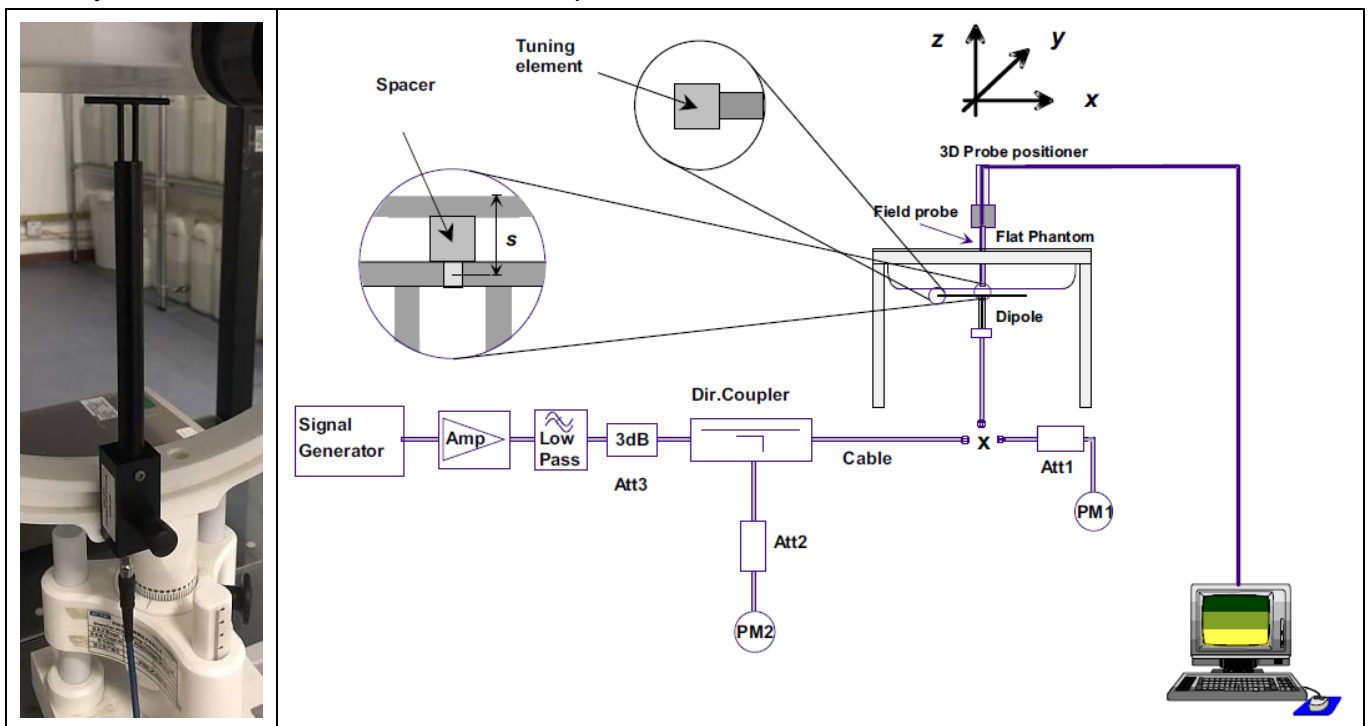 Tuning
element
Spacer
s
z
y
x
3D Probe positioner
Field probe
Flat Phantom
Dipole
Dir.Coupler
Signal
Generator
Amp
Low
Pass
3dB
Att3
Cable
x
Att1
PM1
Att2
PM2